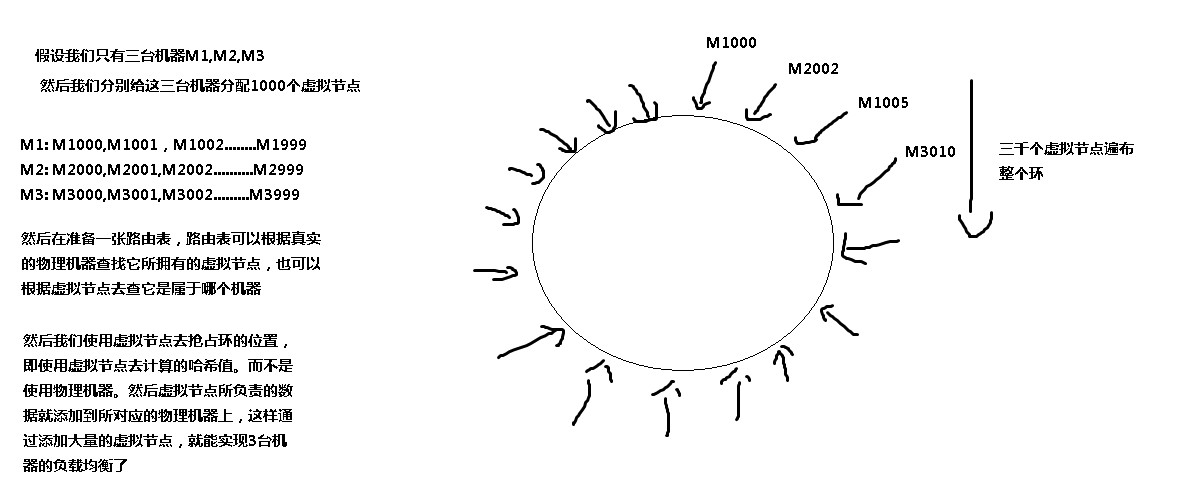 假设我们只有三台机器M1,M2,M3
然后我们分别给这三台机器分配1000个虚拟节点
M1: M1000,M1001，M1002........M1999
M2: M2000,M2001,M2002..........M2999
M3: M3000,M3001,M3002.........M3999
然后在准备一张路由表，路由表可以根据真实
的物理机器查找它所拥有的虚拟节点，也可以
根据虚拟节点去查它是属于哪个机器
然后我们使用虚拟节点去抢占环的位置，
即使用虚拟节点去计算的哈希值。而不是
使用物理机器。然后虚拟节点所负责的数
据就添加到所对应的物理机器上，这样通
过添加大量的虚拟节点，就能实现3台机
器的负载均衡了
M1000
M2002
M1005
M3010
三千个虚拟节点遍布
整个环